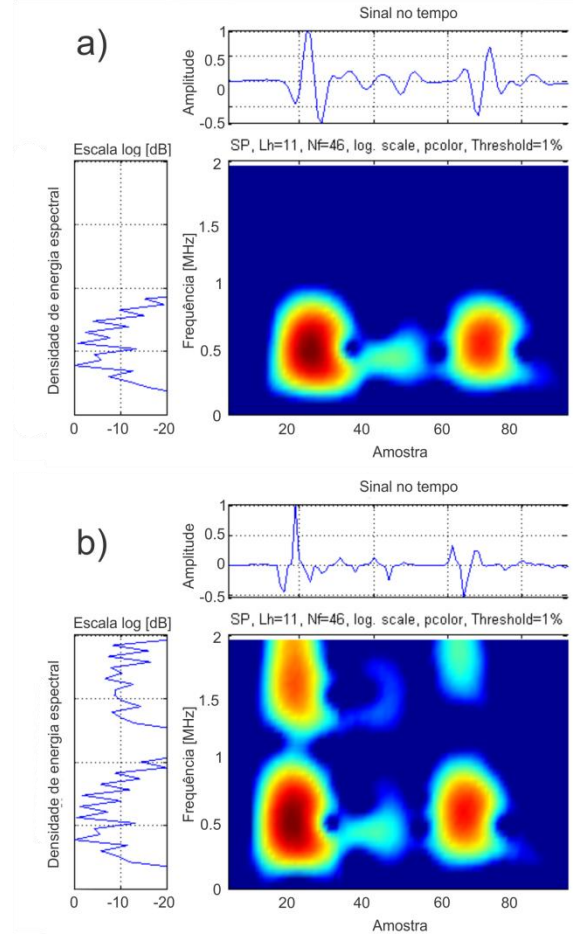 Sinal no tempo
a)
Amplitude
1
0.5
0
-0.5
Escala log [dB]
SP, Lh=11, Nf=46, log. scale, pcolor, Threshold=1%
Densidade de energia espectral
Frequência [MHz]
2
1.5
1
0.5
0
0 -10 -20
20 40 60 80
Amostra
Sinal no tempo
b)
Amplitude
1
0.5
0
-0.5
Escala log [dB]
SP, Lh=11, Nf=46, log. scale, pcolor, Threshold=1%
Densidade de energia espectral
Frequência [MHz]
2
1.5
1
0.5
0
0 -10 -20
20 40 60 80
Amostra